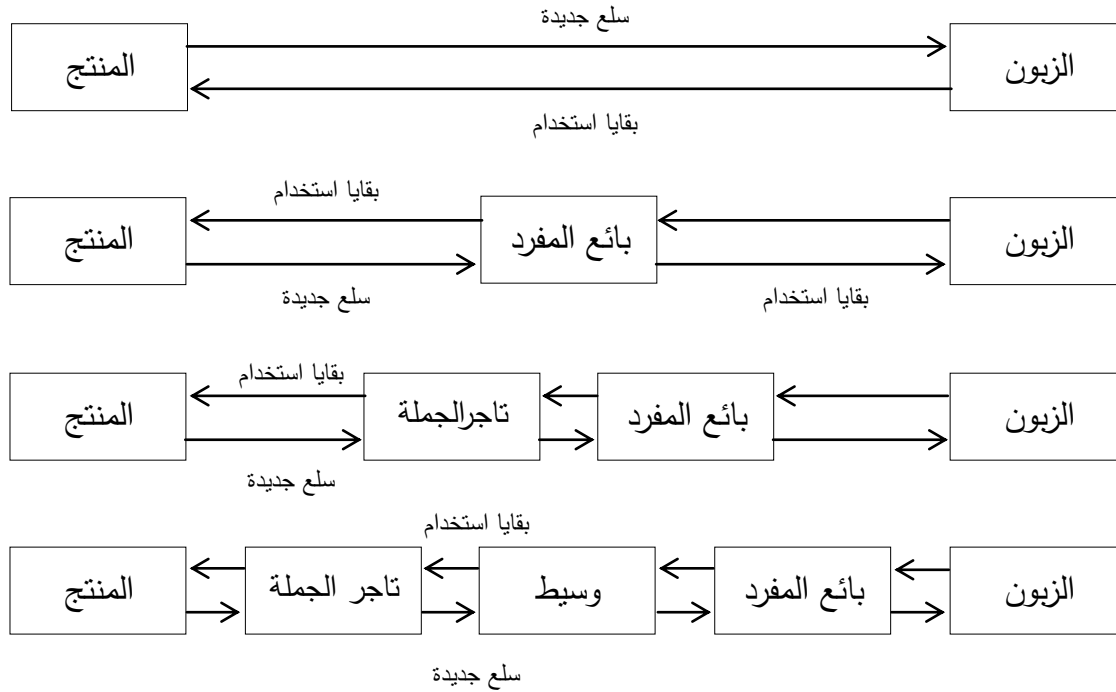 سلع جديدة
الزبون
المنتج
بقايا استخدام
بقايا استخدام
الزبون
بائع المفرد
المنتج
بقايا استخدام
سلع جديدة
بقايا استخدام
الزبون
بائع المفرد
تاجرالجملة
المنتج
سلع جديدة
بقايا استخدام
الزبون
بائع المفرد
وسيط
تاجر الجملة
المنتج
سلع جديدة